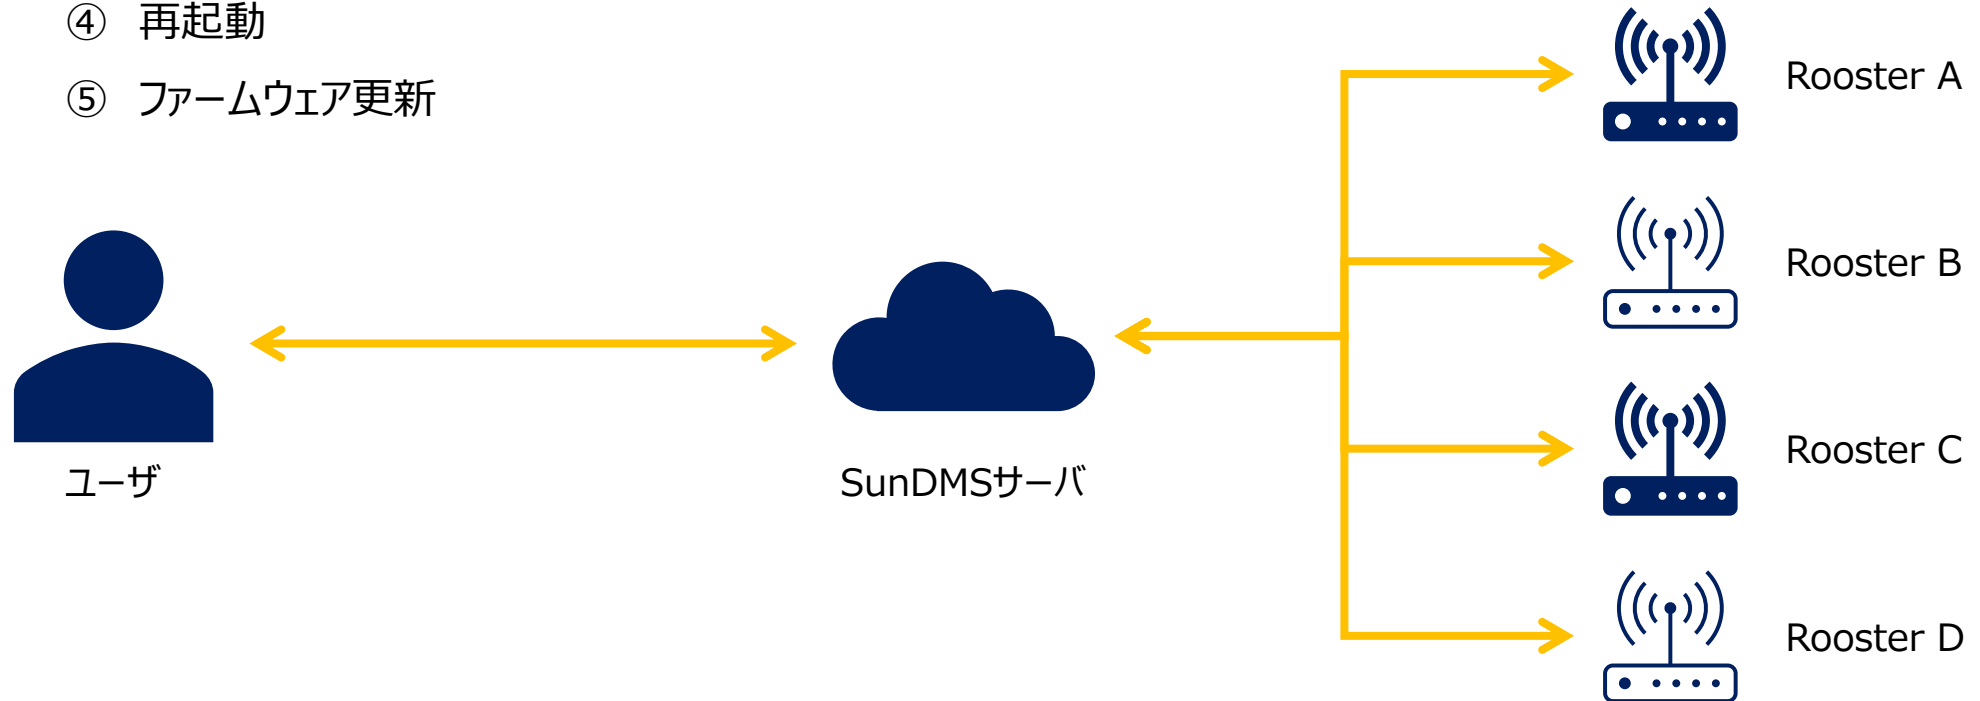 ④ 再起動
⑤ ファームウェア更新
Rooster A
Rooster B
ユーザ
SunDMSサーバ
Rooster C
Rooster D